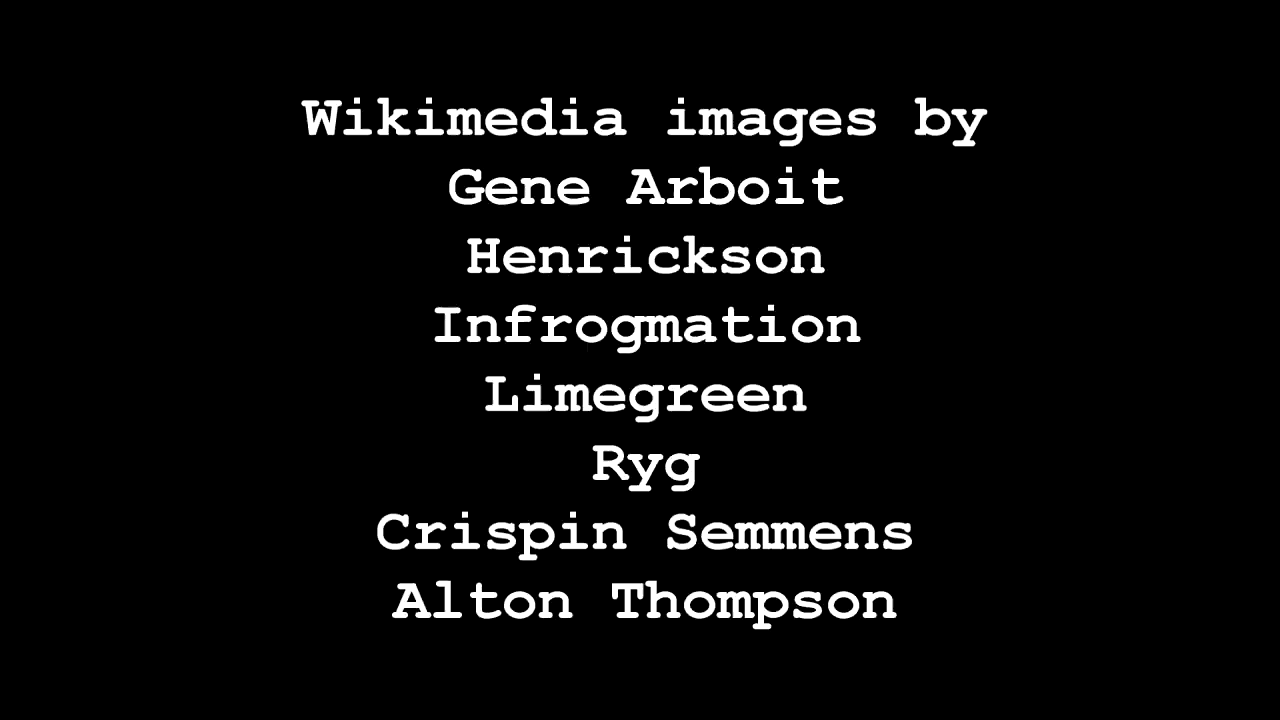 Wikimedia images by
Gene Arboit
Henrickson
Infrogmation
Limegreen
Ryg
Crispin Semmens
Alton Thompson